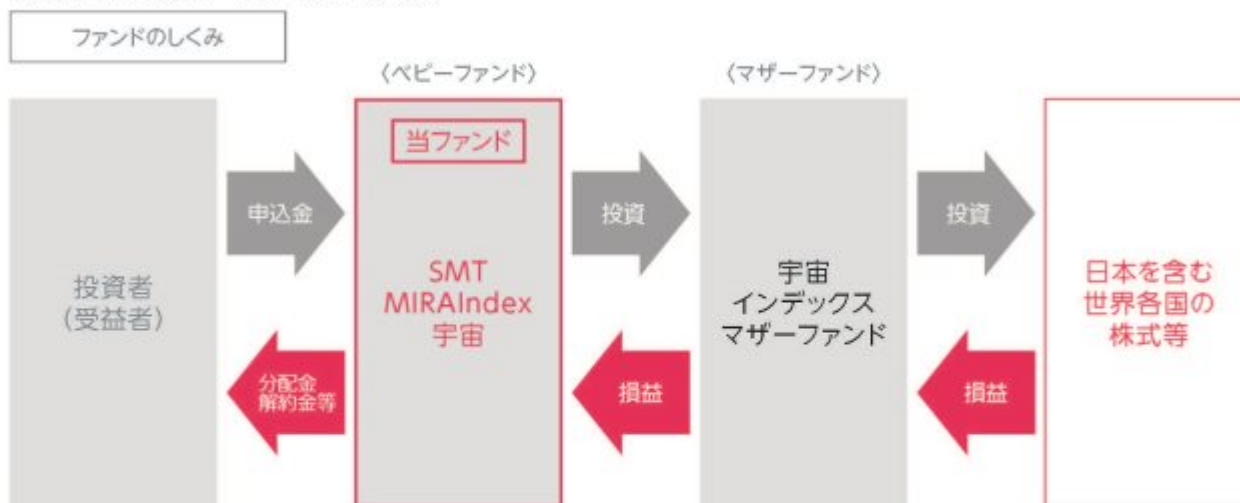 ファンドのしくみ
〈ベビーファンド〉
〈マザーファンド〉
当ファンド
申込金
投資
投資
投資者
(受益者)
SMT
MIRAIndex
宇宙
宇宙
インデックス
マザーファンド
日本を含む
世界各国の
株式等
分配金
解約金等
損益
損益